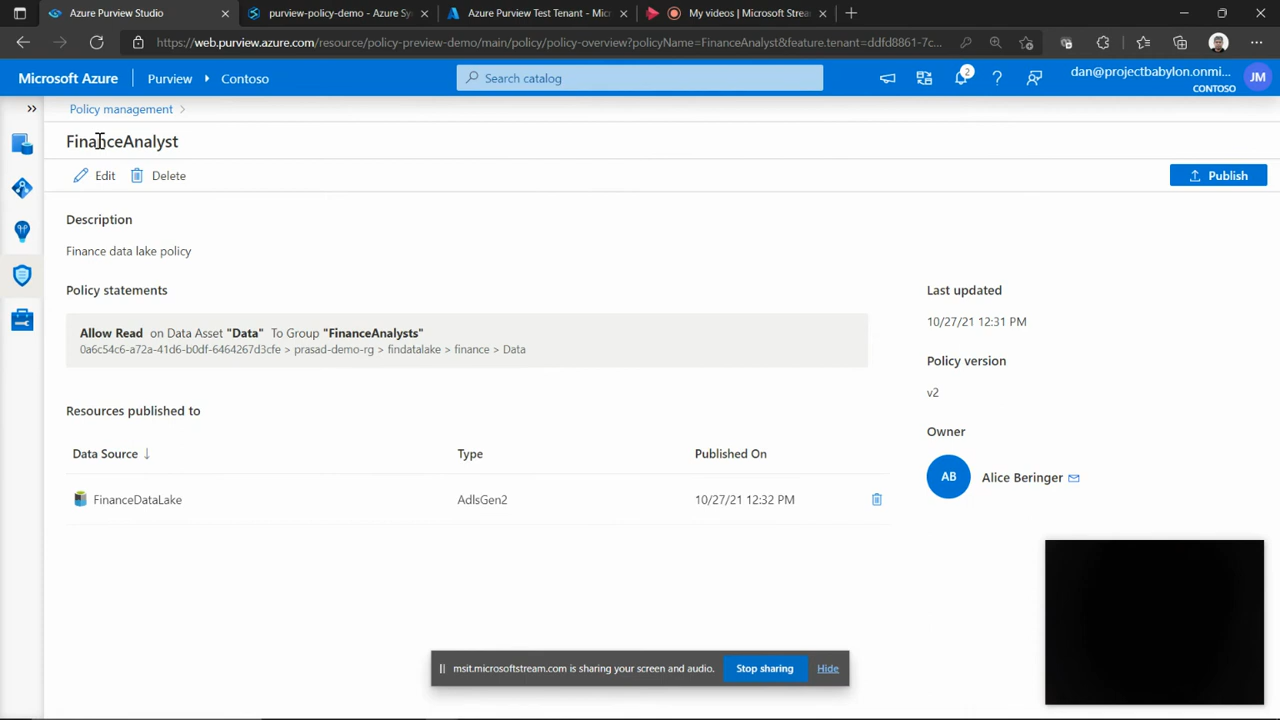 Azure Purview Studio
purview-policy-demo - Azure Sy
Azure Purview Test Tenant - Mic
My videos | Microsoft Stream
https://web.purview.azure.com/resource/policy-preview-demo/main/policy/policy-overview?policyName=FinanceAnalyst&feature.tenant=ddfd8861-7c...
Microsoft Azure
Purview
Contoso
Search catalog
2
dan@projectbabylon.onmi...
CONTOSO
JM
Policy management
FinanceAnalyst
Edit
Delete
Publish
Description
Finance data lake policy
Policy statements
Allow Read on Data Asset "Data" To Group "FinanceAnalysts"
0a6c54c6-a72a-41d6-b0df-6464267d3cfe > prasad-demo-rg > findatalake > finance > Data
Last updated
10/27/21 12:31 PM
Policy version
v2
Resources published to
Owner
Data Source
Type
Published On
AB
Alice Beringer
FinanceDataLake
AdlsGen2
10/27/21 12:32 PM
msit.microsoftstream.com is sharing your screen and audio.
Stop sharing
Hide